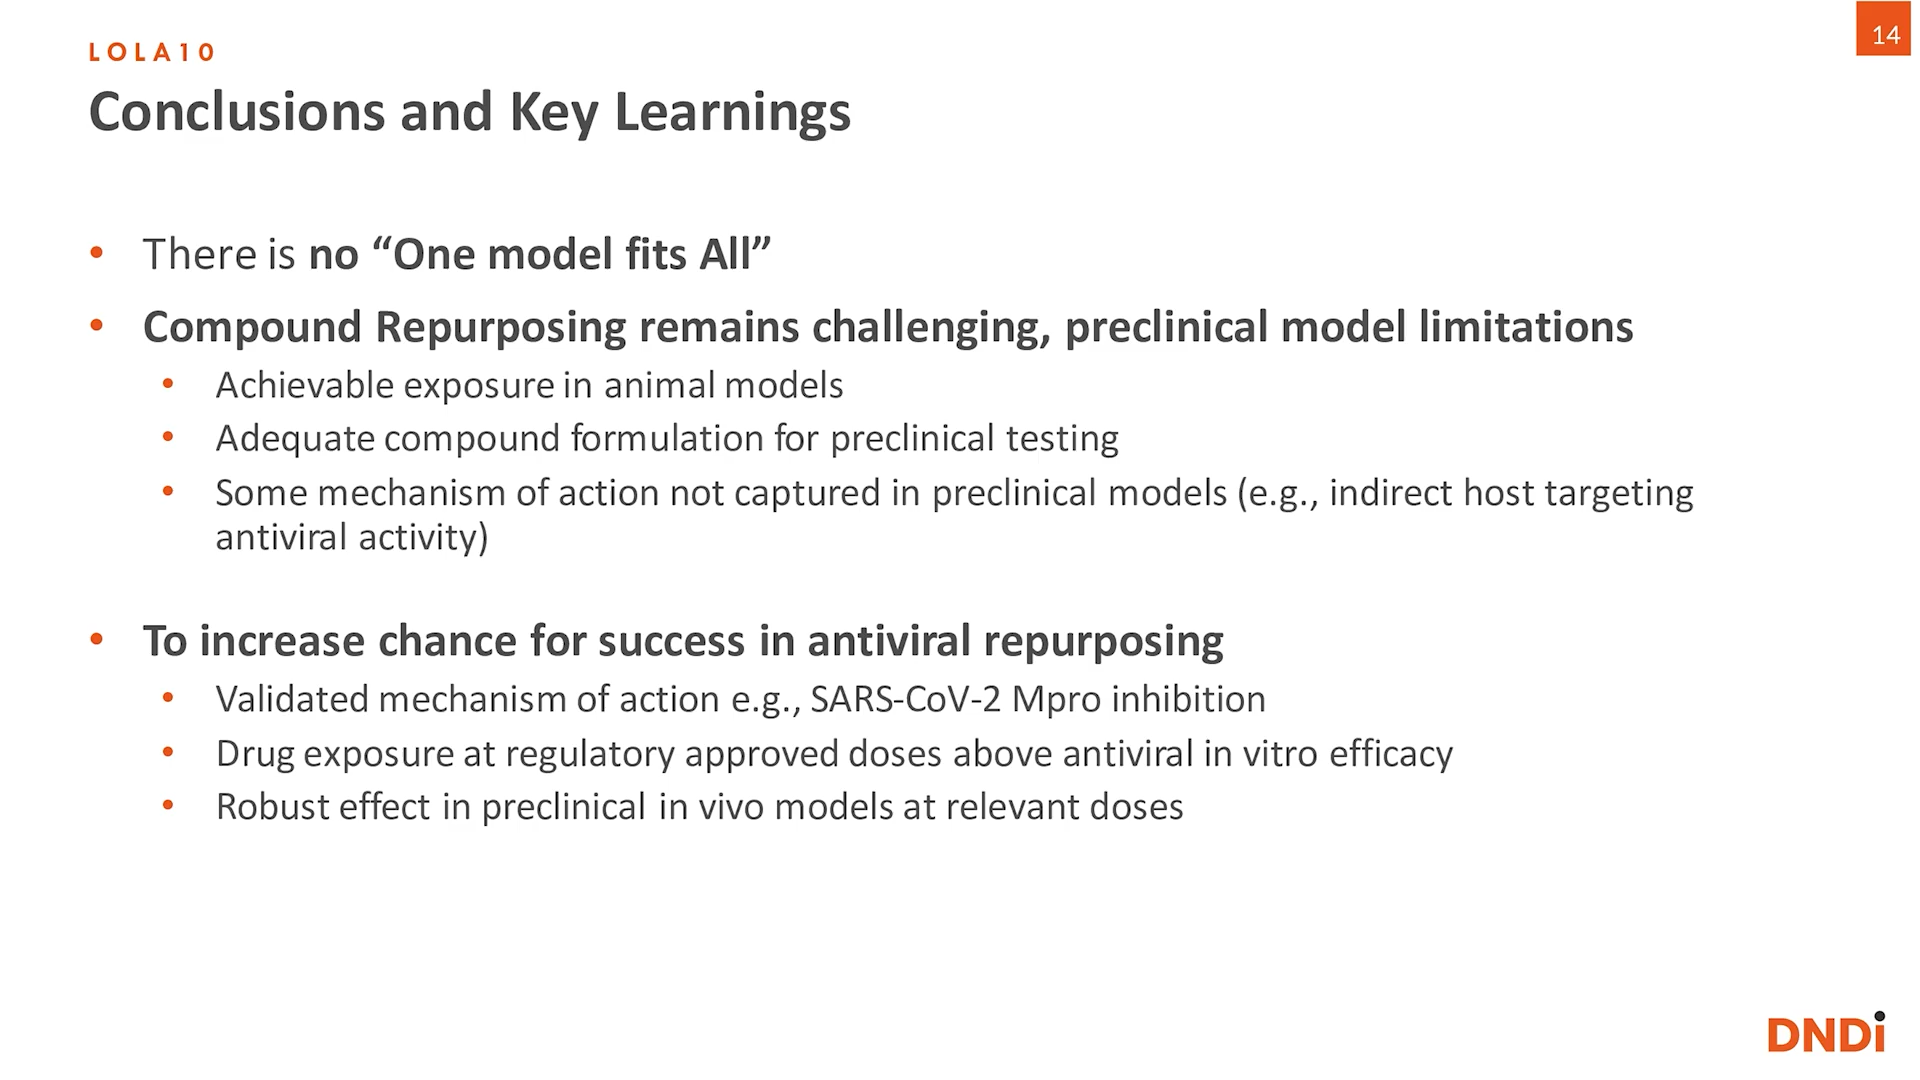 14
LOLA10
Conclusions and Key Learnings
• There is no “One model fits All”
• Compound Repurposing remains challenging, preclinical model limitations
• Achievable exposure in animal models
• Adequate compound formulation for preclinical testing
• Some mechanism of action not captured in preclinical models (e.g., indirect host targeting
antiviral activity)
• To increase chance for success in antiviral repurposing
• Validated mechanism of action e.g., SARS-CoV-2 Mpro inhibition
• Drug exposure at regulatory approved doses above antiviral in vitro efficacy
• Robust effect in preclinical in vivo models at relevant doses
DNDi